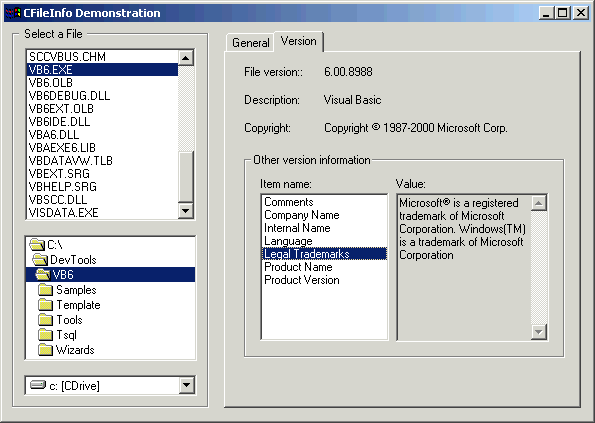 CFileInfo Demonstration
Select a File
SCCVBUS.CHM
VB6.EXE
VB6.OLB
VB6DEBUG.DLL
VB6EXT.OLB
VB6IDE.DLL
VBA6.DLL
VBAEXE6.LIB
VBDATAVW.TLB
VBEXT.SRG
VBHELP.SRG
VBSCC.DLL
VISDATA.EXE
C:\
DevTools
VB6
Samples
Template
Tools
Tsql
Wizards
c: [CDrive]
General
Version
File version:: 6.00.8988
Description: Visual Basic
Copyright: Copyright © 1987-2000 Microsoft Corp.
Other version information
Item name:
Comments
Company Name
Internal Name
Language
Legal Trademarks
Product Name
Product Version
Value:
Microsoft® is a registered
trademark of Microsoft
Corporation. Windows(TM)
is a trademark of Microsoft
Corporation